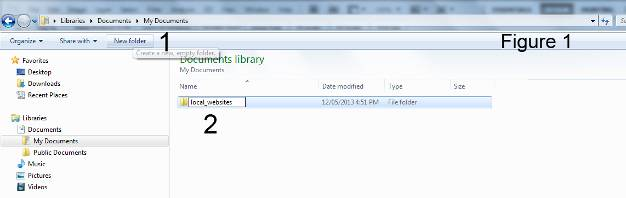 Libraries ▸ Documents ▸ My Documents
Organize Share with New folder 1 Figure 1
Create a new, empty folder.
Favorites
Desktop
Downloads
Recent Places
Libraries
Documents
My Documents
Public Documents
Music
Pictures
Videos
Documents library
My Documents
Name Date modified Type Size
local_websites 12/05/2013 4:51 PM File folder
2